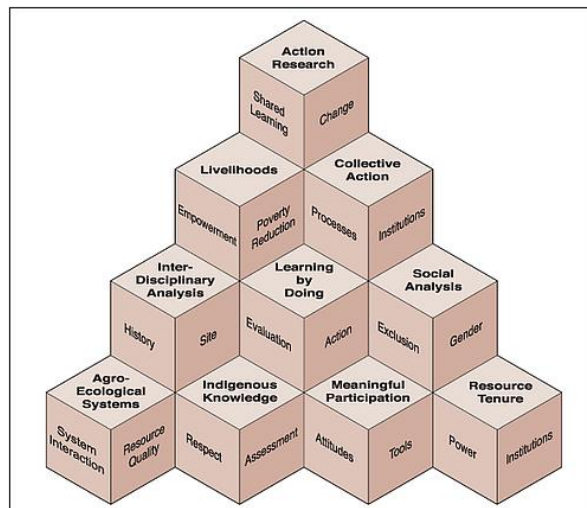 Action
Research
Shared
Learning
Change
Livelihoods
Collective
Action
Empowerment
Poverty
Reduction
Processes
Institutions
Inter-
Disciplinary
Analysis
Learning
by
Doing
Social
Analysis
History
Site
Evaluation
Action
Exclusion
Gender
Agro-
Ecological
Systems
Indigenous
Knowledge
Meaningful
Participation
Resource
Tenure
System
Interaction
Resource
Quality
Respect
Assessment
Attitudes
Tools
Power
Institutions